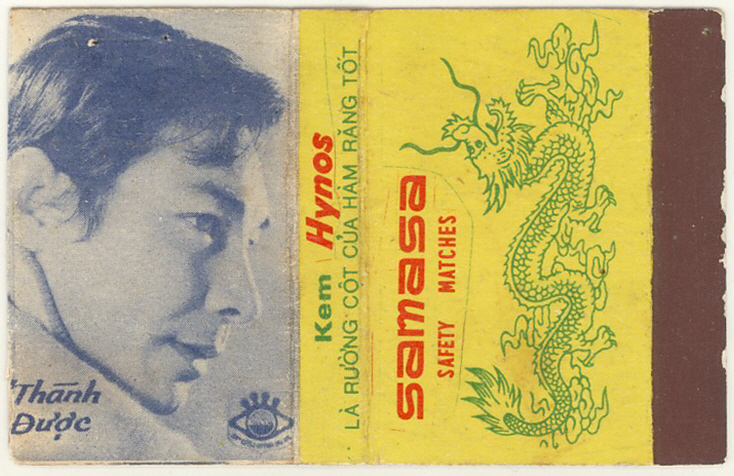 Thành
Được
Kem Hynos
LÀ RƯỜNG CỘT CỦA HÀM RĂNG TỐT
samasa
SAFETY MATCHES